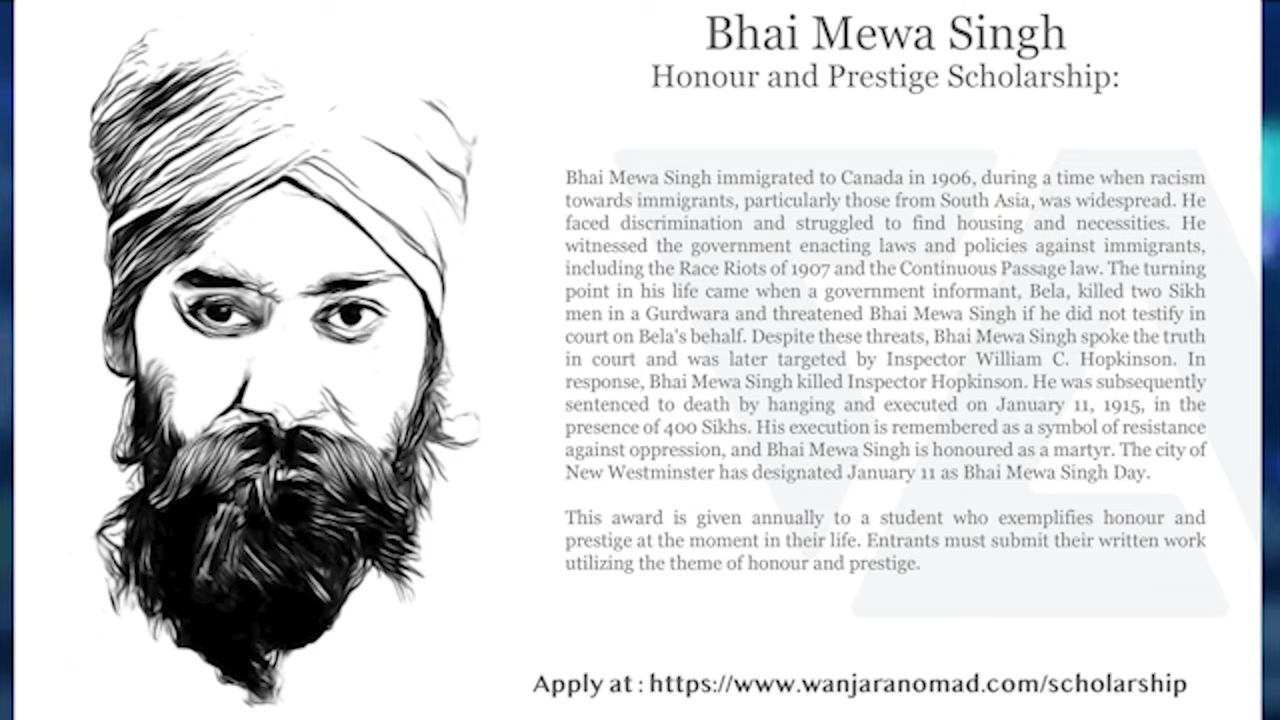 Bhai Mewa Singh
Honour and Prestige Scholarship:
Bhai Mewa Singh immigrated to Canada in 1906, during a time when racism
towards immigrants, particularly those from South Asia, was widespread. He
faced discrimination and struggled to find housing and necessities. He
witnessed the government enacting laws and policies against immigrants,
including the Race Riots of 1907 and the Continuous Passage law. The turning
point in his life came when a government informant, Bela, killed two Sikh
men in a Gurdwara and threatened Bhai Mewa Singh if he did not testify in
court on Bela's behalf. Despite these threats, Bhai Mewa Singh spoke the truth
in court and was later targeted by Inspector William C. Hopkinson. In
response, Bhai Mewa Singh killed Inspector Hopkinson. He was subsequently
sentenced to death by hanging and executed on January 11, 1915, in the
presence of 400 Sikhs. His execution is remembered as a symbol of resistance
against oppression, and Bhai Mewa Singh is honoured as a martyr. The city of
New Westminster has designated January 11 as Bhai Mewa Singh Day.
This award is given annually to a student who exemplifies honour and
prestige at the moment in their life. Entrants must submit their written work
utilizing the theme of honour and prestige.
Apply at : https://www.wanjaranomad.com/scholarship